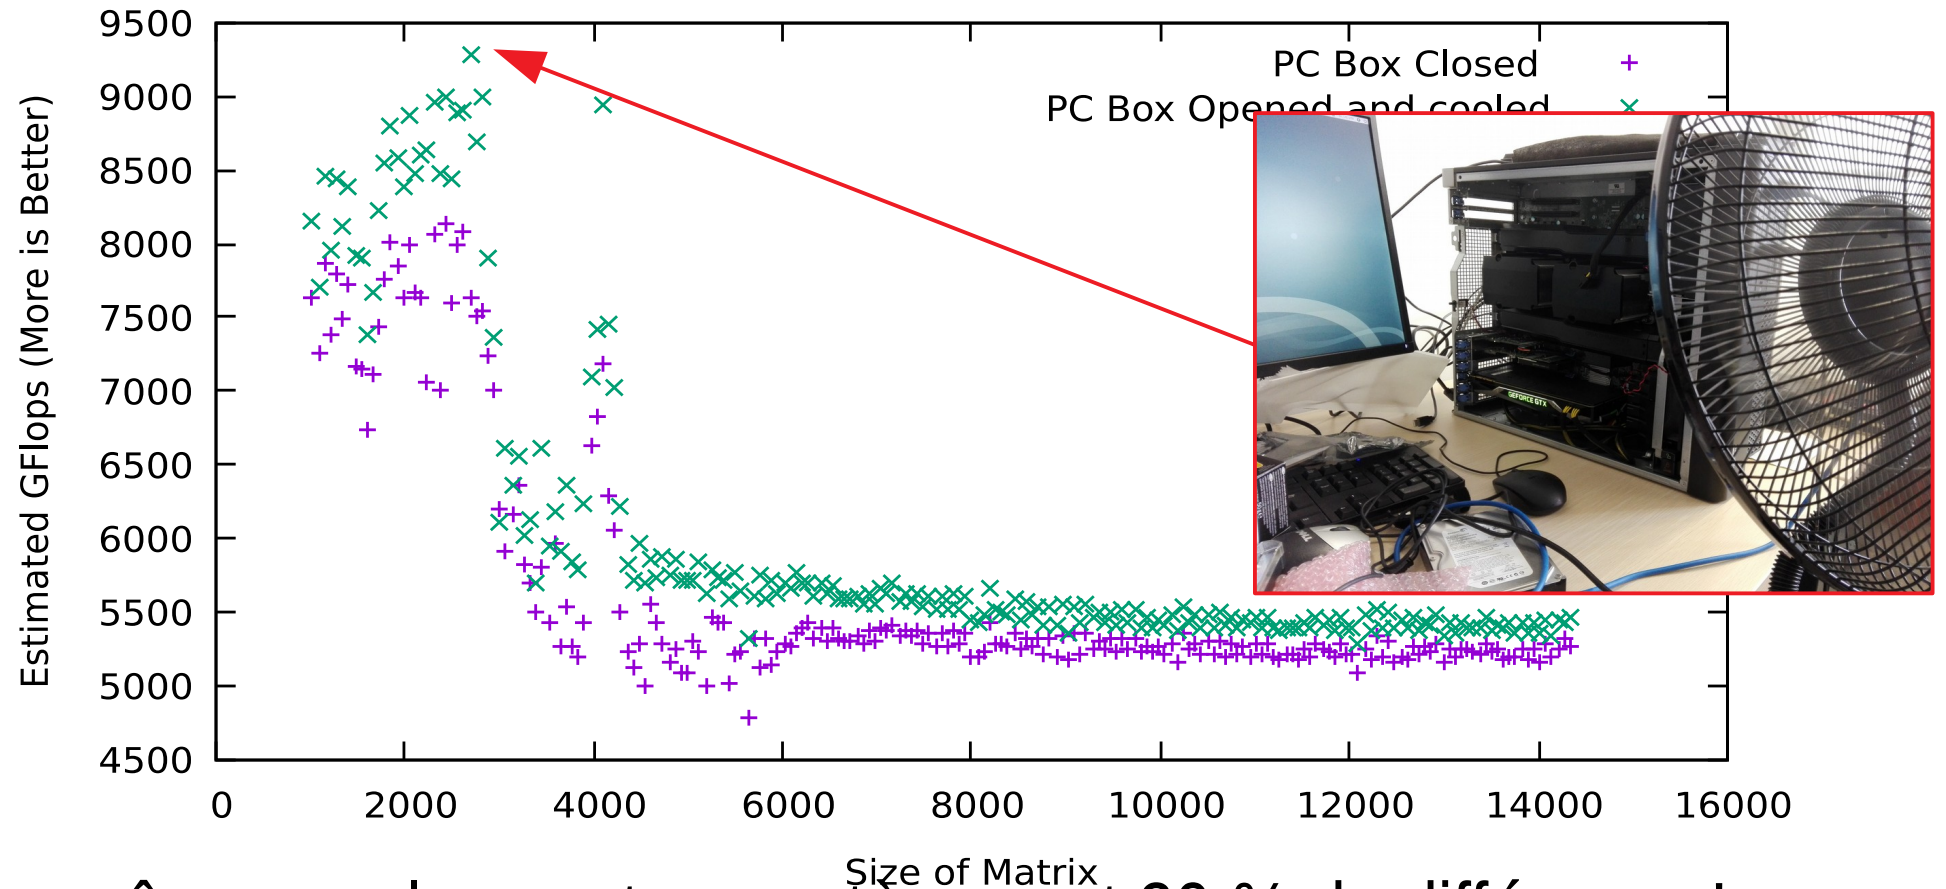 9500
9000
8500
8000
7500
7000
6500
6000
5500
5000
4500
Estimated GFlops (More is Better)
PC Box Closed
PC Box Opened and cooled
GEFORCE GTX
0 2000 4000 6000 8000 10000 12000 14000 16000
Size of Matrix